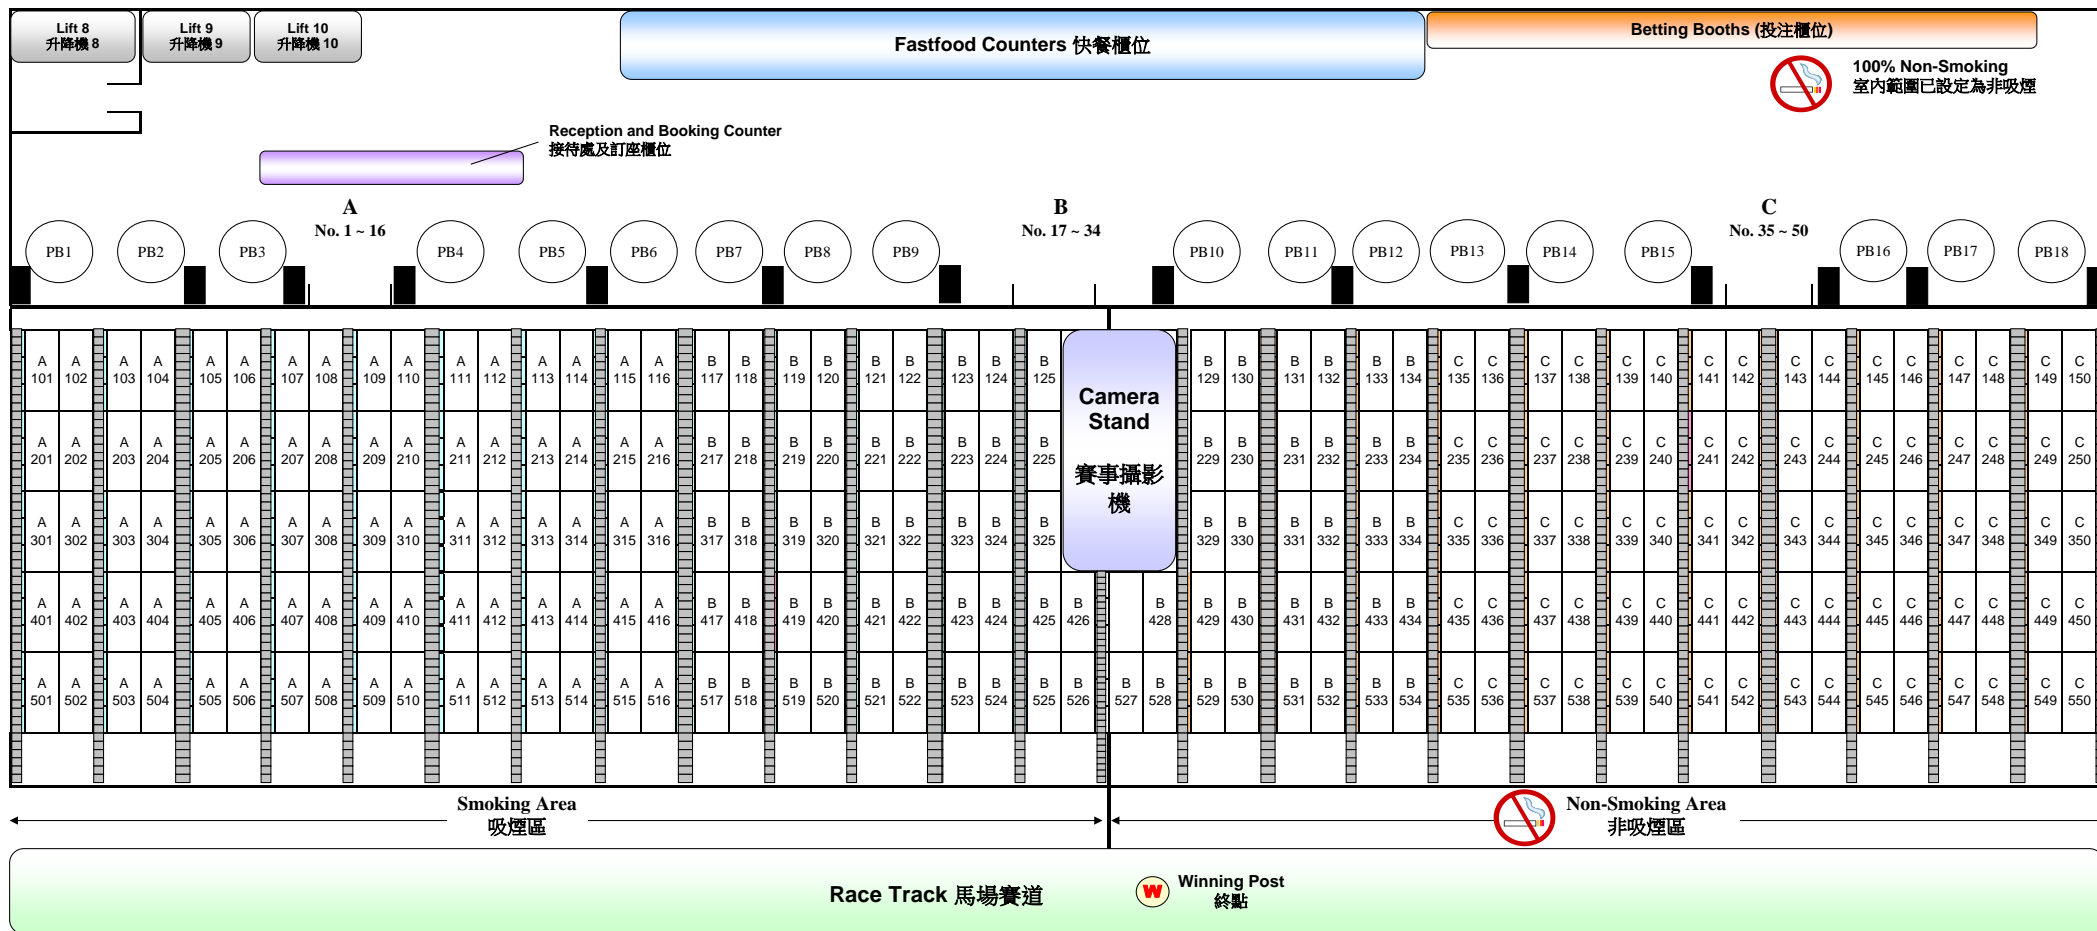 Lift 8
升降機 8
Lift 9
升降機 9
Lift 10
升降機 10
Fastfood Counters 快餐櫃位
Betting Booths (投注櫃位)
100% Non-Smoking
室內範圍已設定為非吸煙
Reception and Booking Counter
接待處及訂座櫃位
A
No. 1 ~ 16
B
No. 17 ~ 34
C
No. 35 ~ 50
PB1 PB2 PB3 PB4 PB5 PB6 PB7 PB8 PB9 PB10 PB11 PB12 PB13 PB14 PB15 PB16 PB17 PB18
A A A A A A A A A A A A A A A A B B B B B B B B B B B B B B B C C C C C C C C C C C C C C C C
101 102 103 104 105 106 107 108 109 110 111 112 113 114 115 116 117 118 119 120 121 122 123 124 125 129 130 131 132 133 134 135 136 137 138 139 140 141 142 143 144 145 146 147 148 149 150
A A A A A A A A A A A A A A A A B B B B B B B B B B B B B B B C C C C C C C C C C C C C C C C
201 202 203 204 205 206 207 208 209 210 211 212 213 214 215 216 217 218 219 220 221 222 223 224 225 229 230 231 232 233 234 235 236 237 238 239 240 241 242 243 244 245 246 247 248 249 250
A A A A A A A A A A A A A A A A B B B B B B B B B B B B B B B C C C C C C C C C C C C C C C C
301 302 303 304 305 306 307 308 309 310 311 312 313 314 315 316 317 318 319 320 321 322 323 324 325 329 330 331 332 333 334 335 336 337 338 339 340 341 342 343 344 345 346 347 348 349 350
Camera
Stand
賽事攝影
機
A A A A A A A A A A A A A A A A B B B B B B B B B B B B B B B B B C C C C C C C C C C C C C C C C
401 402 403 404 405 406 407 408 409 410 411 412 413 414 415 416 417 418 419 420 421 422 423 424 425 426 428 429 430 431 432 433 434 435 436 437 438 439 440 441 442 443 444 445 446 447 448 449 450
A A A A A A A A A A A A A A A A B B B B B B B B B B B B B B B B B B C C C C C C C C C C C C C C C C
501 502 503 504 505 506 507 508 509 510 511 512 513 514 515 516 517 518 519 520 521 522 523 524 525 526 527 528 529 530 531 532 533 534 535 536 537 538 539 540 541 542 543 544 545 546 547 548 549 550
Smoking Area
吸煙區
Non-Smoking Area
非吸煙區
Race Track 馬場賽道
W
Winning Post
終點